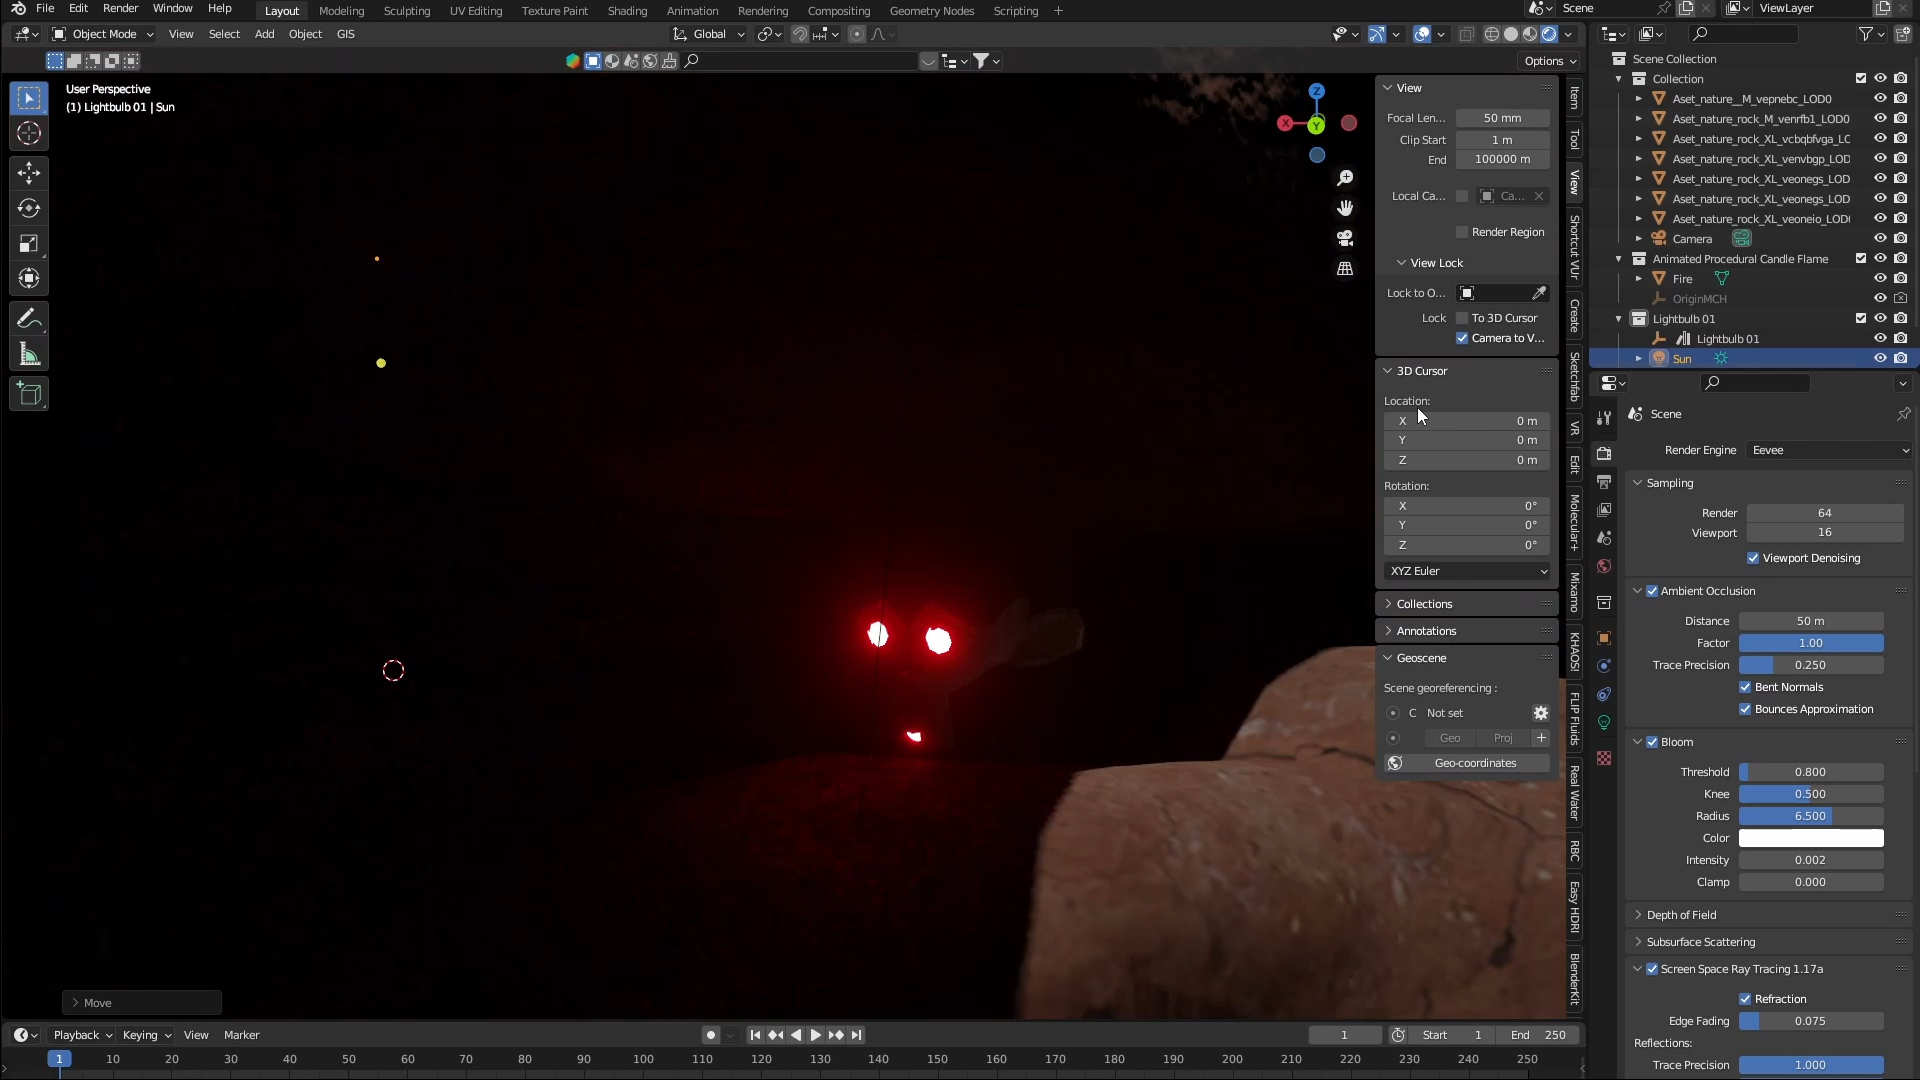 File Edit Render Window Help Layout Modeling Sculpting UV Editing Texture Paint Shading Animation Rendering Compositing Geometry Nodes Scripting + Scene ViewLayer
Object Mode View Select Add Object GIS Global
Options
User Perspective
(1) Lightbulb 01 | Sun
Z
X
Y
View
Focal Len... 50 mm
Clip Start 1 m
End 100000 m
Local Ca... Ca...
Render Region
View Lock
Lock to O...
Lock To 3D Cursor
Camera to V...
3D Cursor
Location:
X 0 m
Y 0 m
Z 0 m
Rotation:
X 0°
Y 0°
Z 0°
XYZ Euler
Collections
Annotations
Geoscene
Scene georeferencing :
C Not set
Geo Proj +
Geo-coordinates
Item
Tool
View
Shortcut VUr
Create
Sketchfab
VR
Edit
Molecular+
Mixamo
KHAOS!
FLIP Fluids
Real Water
RBC
Easy HDRI
BlenderKit
Scene Collection
Collection
Aset_nature__M_vepnebc_LOD0
Aset_nature_rock_M_venrfb1_LOD0
Aset_nature_rock_XL_vcbqbfvga_LC
Aset_nature_rock_XL_venvbgp_LOD
Aset_nature_rock_XL_veonegs_LOD
Aset_nature_rock_XL_veonegs_LOD
Aset_nature_rock_XL_veoneio_LOD
Camera
Animated Procedural Candle Flame
Fire
OriginMCH
Lightbulb 01
Lightbulb 01
Sun
Scene
Render Engine Eevee
Sampling
Render 64
Viewport 16
Viewport Denoising
Ambient Occlusion
Distance 50 m
Factor 1.00
Trace Precision 0.250
Bent Normals
Bounces Approximation
Bloom
Threshold 0.800
Knee 0.500
Radius 6.500
Color
Intensity 0.002
Clamp 0.000
Depth of Field
Subsurface Scattering
Screen Space Ray Tracing 1.17a
Refraction
Edge Fading 0.075
Reflections:
Trace Precision 1.000
Move
Playback Keying View Marker 1 Start 1 End 250
1 10 20 30 40 50 60 70 80 90 100 110 120 130 140 150 160 170 180 190 200 210 220 230 240 250